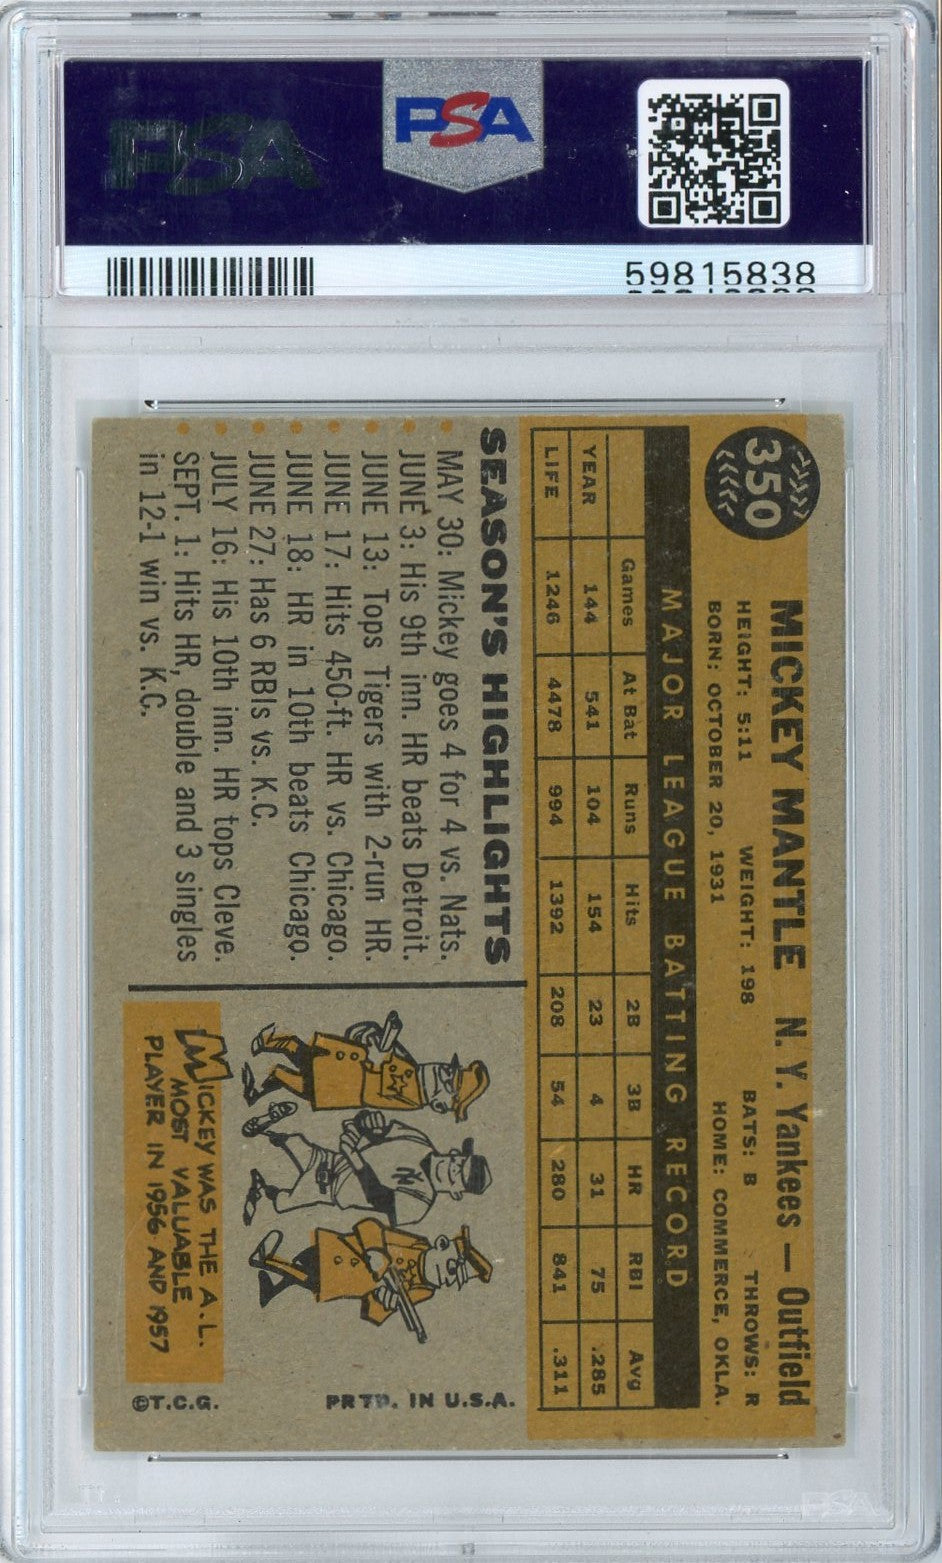 PSA
PSA
59815838
350
MICKEY MANTLE N. Y. Yankees — Outfield
HEIGHT: 5:11 WEIGHT: 198 BATS: B THROWS: R
BORN: OCTOBER 20, 1931 HOME: COMMERCE, OKLA.
MAJOR LEAGUE BATTING RECORD
Games At Bat Runs Hits 2B 3B HR RBI Avg
YEAR 144 541 104 154 23 4 31 75 .285
LIFE 1246 4478 994 1392 208 54 280 841 .311
SEASON'S HIGHLIGHTS
MAY 30: Mickey goes 4 for 4 vs. Nats.
JUNE 3: His 9th inn. HR beats Detroit.
JUNE 13: Tops Tigers with 2-run HR.
JUNE 17: Hits 450-ft. HR vs. Chicago.
JUNE 18: HR in 10th beats Chicago.
JUNE 27: Has 6 RBIs vs. K.C.
JULY 16: His 10th inn. HR tops Cleve.
SEPT. 1: Hits HR, double and 3 singles
in 12-1 win vs. K.C.
NY
MICKEY WAS THE A.L.
MOST VALUABLE
PLAYER IN 1956 AND 1957
©T.C.G. PRTD. IN U.S.A.
PSA